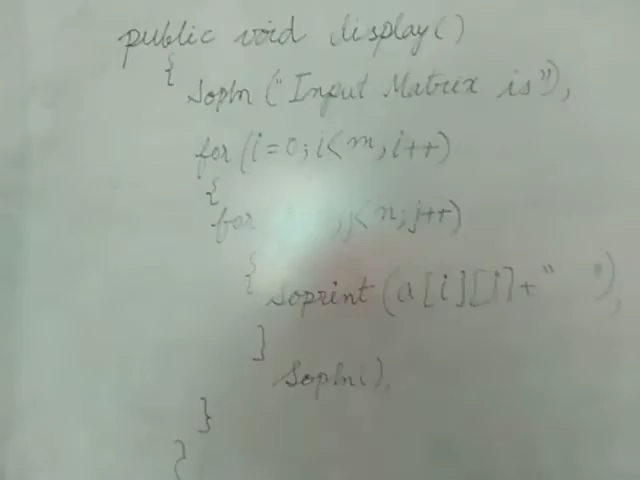 public void display()
{
Sopln ("Input Matrix is");
for (i=0; i<m; i++)
{
for j<n; j++)
{
Soprint (a[i][j]+" ");
}
Sopln();
}
}